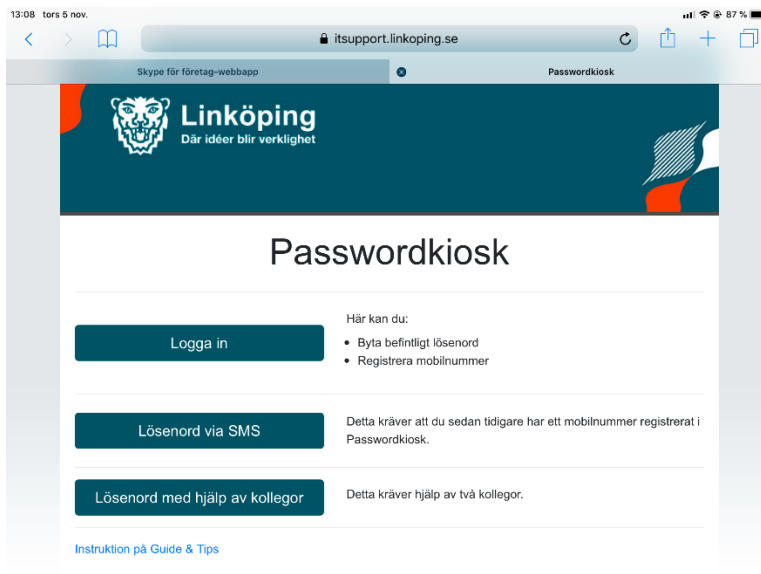 13:08 tors 5 nov.
87 %
itsupport.linkoping.se
Skype för företag-webbapp
Passwordkiosk
Linköping
Där idéer blir verklighet
Passwordkiosk
Logga in
Här kan du:
• Byta befintligt lösenord
• Registrera mobilnummer
Lösenord via SMS
Detta kräver att du sedan tidigare har ett mobilnummer registrerat i
Passwordkiosk.
Lösenord med hjälp av kollegor
Detta kräver hjälp av två kollegor.
Instruktion på Guide & Tips